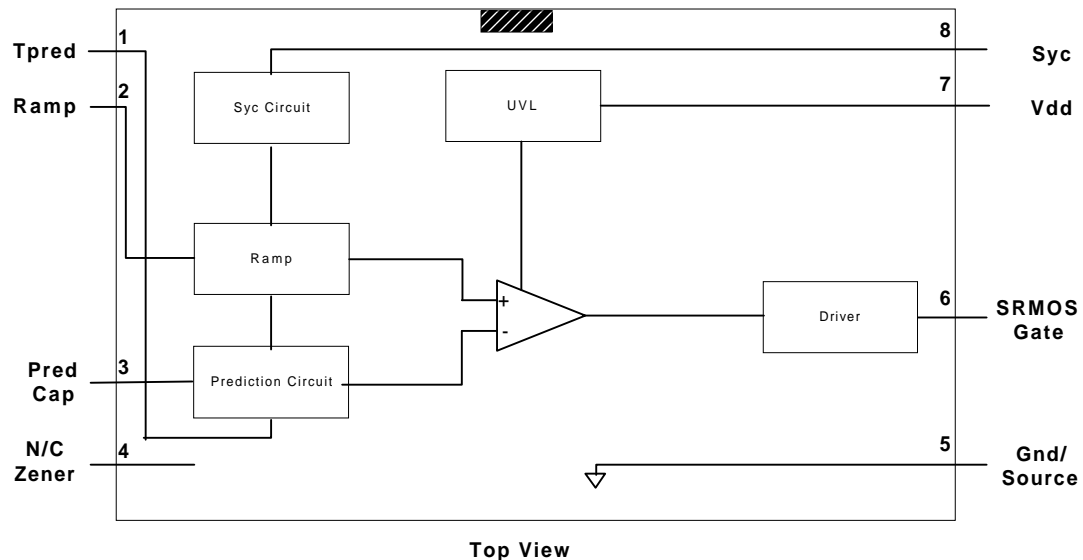 1
8
Tpred
Syc
2
7
Ramp
Syc Circuit
UVL
Vdd
Ramp
+
-
Driver
6
SRMOS
Gate
3
Pred
Cap
Prediction Circuit
N/C
Zener
4
5
Gnd/
Source
Top View